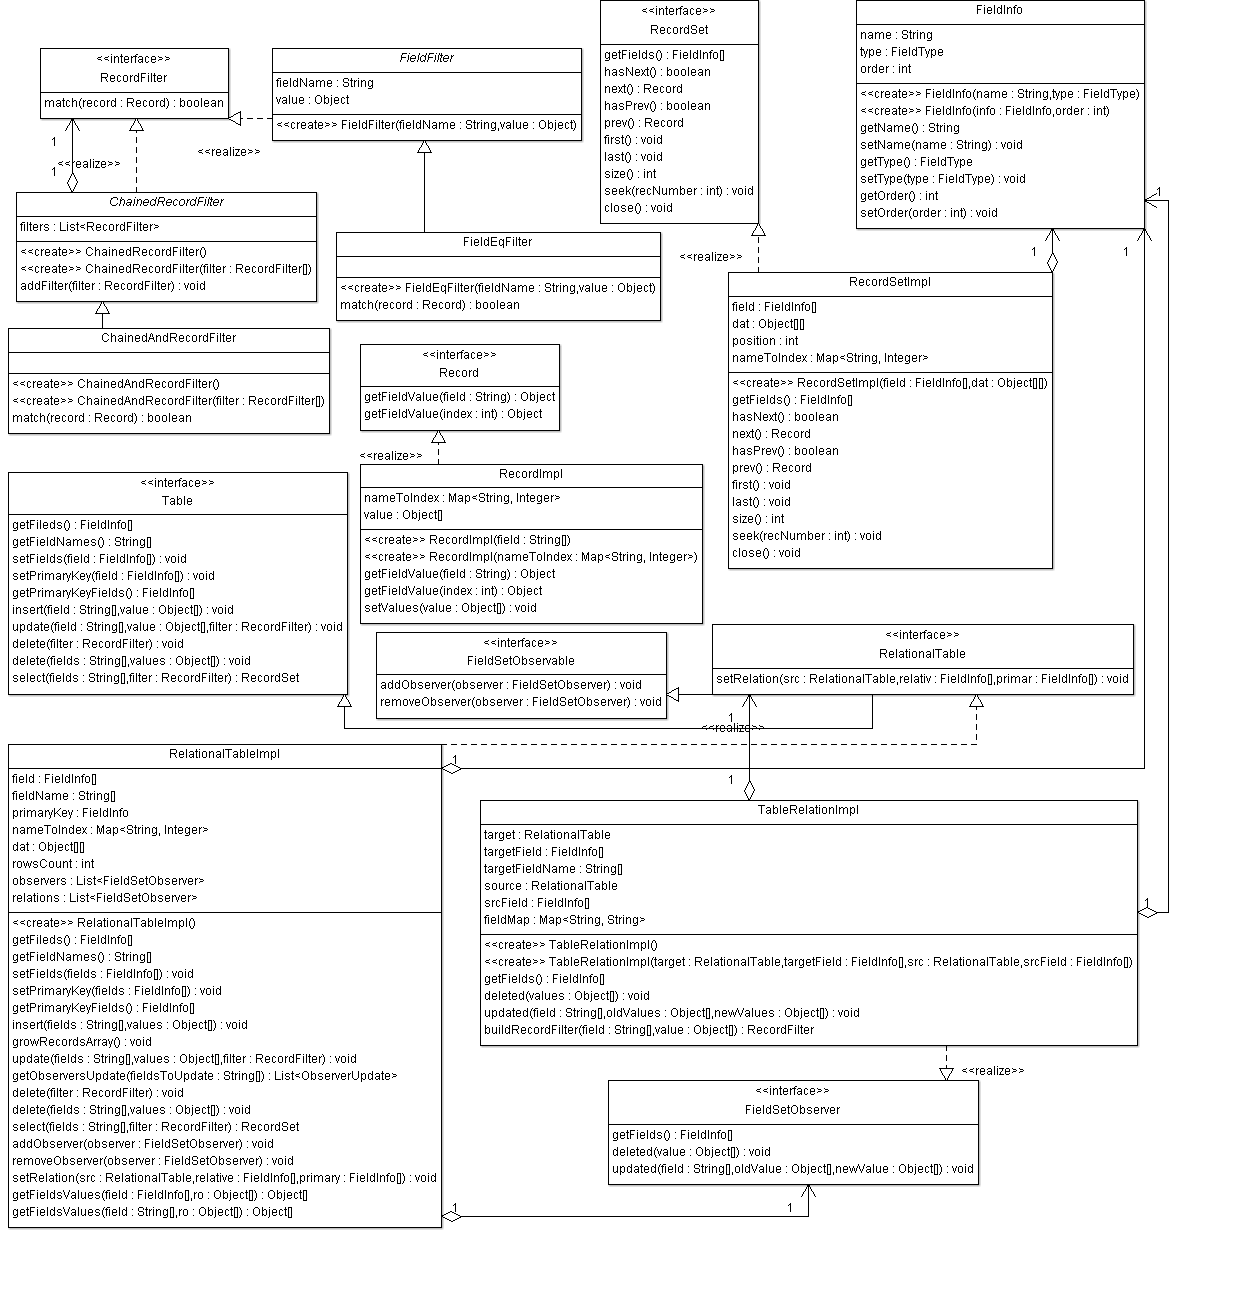 <<interface>>
RecordFilter
match(record : Record) : boolean
FieldFilter
fieldName : String
value : Object
<<create>> FieldFilter(fieldName : String,value : Object)
<<interface>>
RecordSet
getFields() : FieldInfo[]
hasNext() : boolean
next() : Record
hasPrev() : boolean
prev() : Record
first() : void
last() : void
size() : int
seek(recNumber : int) : void
close() : void
FieldInfo
name : String
type : FieldType
order : int
<<create>> FieldInfo(name : String,type : FieldType)
<<create>> FieldInfo(info : FieldInfo,order : int)
getName() : String
setName(name : String) : void
getType() : FieldType
setType(type : FieldType) : void
getOrder() : int
setOrder(order : int) : void
1
<<realize>>
1
<<realize>>
1
ChainedRecordFilter
filters : List<RecordFilter>
<<create>> ChainedRecordFilter()
<<create>> ChainedRecordFilter(filter : RecordFilter[])
addFilter(filter : RecordFilter) : void
FieldEqFilter
<<create>> FieldEqFilter(fieldName : String,value : Object)
match(record : Record) : boolean
<<realize>>
1
1
RecordSetImpl
field : FieldInfo[]
dat : Object[][]
position : int
nameToIndex : Map<String, Integer>
<<create>> RecordSetImpl(field : FieldInfo[],dat : Object[][])
getFields() : FieldInfo[]
hasNext() : boolean
next() : Record
hasPrev() : boolean
prev() : Record
first() : void
last() : void
size() : int
seek(recNumber : int) : void
close() : void
ChainedAndRecordFilter
<<create>> ChainedAndRecordFilter()
<<create>> ChainedAndRecordFilter(filter : RecordFilter[])
match(record : Record) : boolean
<<interface>>
Record
getFieldValue(field : String) : Object
getFieldValue(index : int) : Object
<<realize>>
RecordImpl
nameToIndex : Map<String, Integer>
value : Object[]
<<create>> RecordImpl(field : String[])
<<create>> RecordImpl(nameToIndex : Map<String, Integer>)
getFieldValue(field : String) : Object
getFieldValue(index : int) : Object
setValues(value : Object[]) : void
<<interface>>
Table
getFileds() : FieldInfo[]
getFieldNames() : String[]
setFields(field : FieldInfo[]) : void
setPrimaryKey(field : FieldInfo[]) : void
getPrimaryKeyFields() : FieldInfo[]
insert(field : String[],value : Object[]) : void
update(field : String[],value : Object[],filter : RecordFilter) : void
delete(filter : RecordFilter) : void
delete(fields : String[],values : Object[]) : void
select(fields : String[],filter : RecordFilter) : RecordSet
<<interface>>
FieldSetObservable
addObserver(observer : FieldSetObserver) : void
removeObserver(observer : FieldSetObserver) : void
<<interface>>
RelationalTable
setRelation(src : RelationalTable,relativ : FieldInfo[],primar : FieldInfo[]) : void
1
<<realize>>
RelationalTableImpl
field : FieldInfo[]
fieldName : String[]
primaryKey : FieldInfo
nameToIndex : Map<String, Integer>
dat : Object[][]
rowsCount : int
observers : List<FieldSetObserver>
relations : List<FieldSetObserver>
<<create>> RelationalTableImpl()
getFileds() : FieldInfo[]
getFieldNames() : String[]
setFields(fields : FieldInfo[]) : void
setPrimaryKey(fields : FieldInfo[]) : void
getPrimaryKeyFields() : FieldInfo[]
insert(fields : String[],values : Object[]) : void
growRecordsArray() : void
update(fields : String[],values : Object[],filter : RecordFilter) : void
getObserversUpdate(fieldsToUpdate : String[]) : List<ObserverUpdate>
delete(filter : RecordFilter) : void
delete(fields : String[],values : Object[]) : void
select(fields : String[],filter : RecordFilter) : RecordSet
addObserver(observer : FieldSetObserver) : void
removeObserver(observer : FieldSetObserver) : void
setRelation(src : RelationalTable,relative : FieldInfo[],primary : FieldInfo[]) : void
getFieldsValues(field : FieldInfo[],ro : Object[]) : Object[]
getFieldsValues(field : String[],ro : Object[]) : Object[]
1
1
TableRelationImpl
target : RelationalTable
targetField : FieldInfo[]
targetFieldName : String[]
source : RelationalTable
srcField : FieldInfo[]
fieldMap : Map<String, String>
<<create>> TableRelationImpl()
<<create>> TableRelationImpl(target : RelationalTable,targetField : FieldInfo[],src : RelationalTable,srcField : FieldInfo[])
getFields() : FieldInfo[]
deleted(values : Object[]) : void
updated(field : String[],oldValues : Object[],newValues : Object[]) : void
buildRecordFilter(field : String[],value : Object[]) : RecordFilter
1
<<realize>>
<<interface>>
FieldSetObserver
getFields() : FieldInfo[]
deleted(value : Object[]) : void
updated(field : String[],oldValue : Object[],newValue : Object[]) : void
1
1